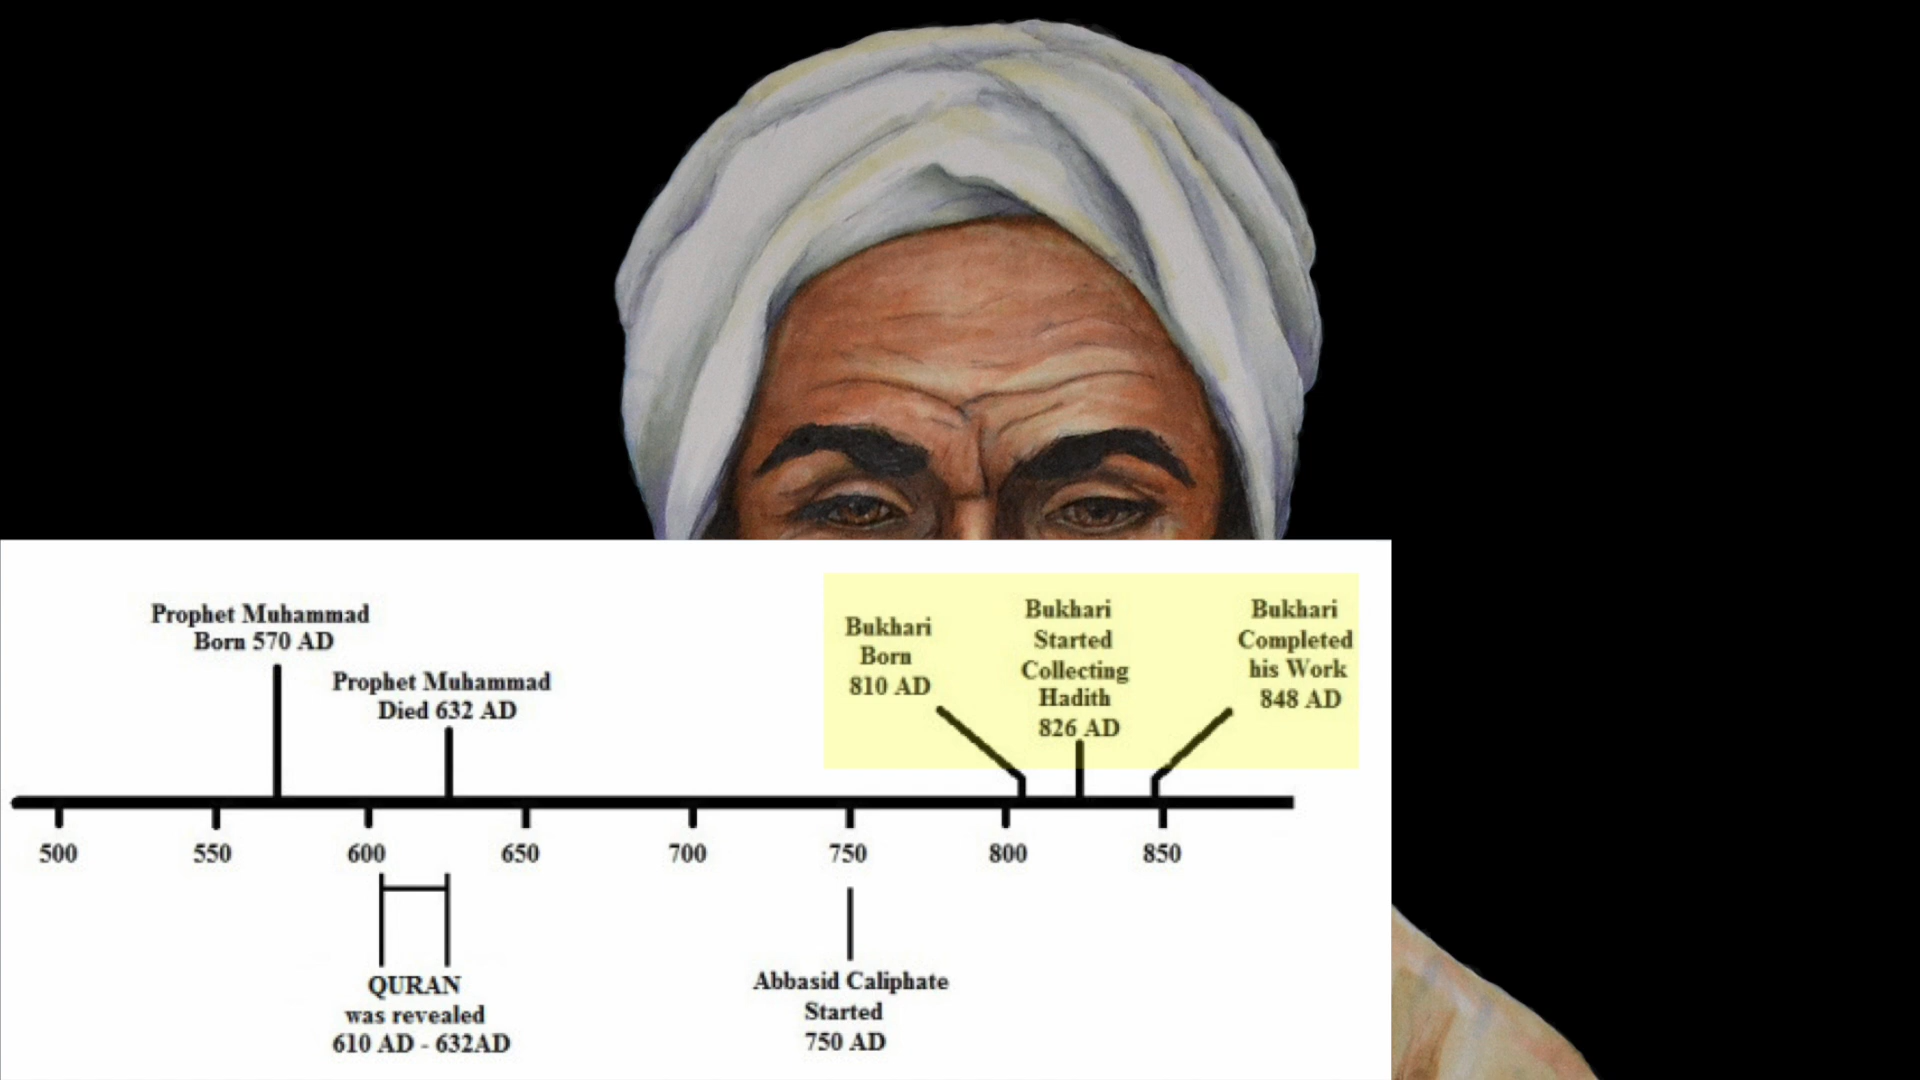 Prophet Muhammad
Born 570 AD
Prophet Muhammad
Died 632 AD
Bukhari
Born
810 AD
Bukhari
Started
Collecting
Hadith
826 AD
Bukhari
Completed
his Work
848 AD
500 550 600 650 700 750 800 850
QURAN
was revealed
610 AD - 632AD
Abbasid Caliphate
Started
750 AD